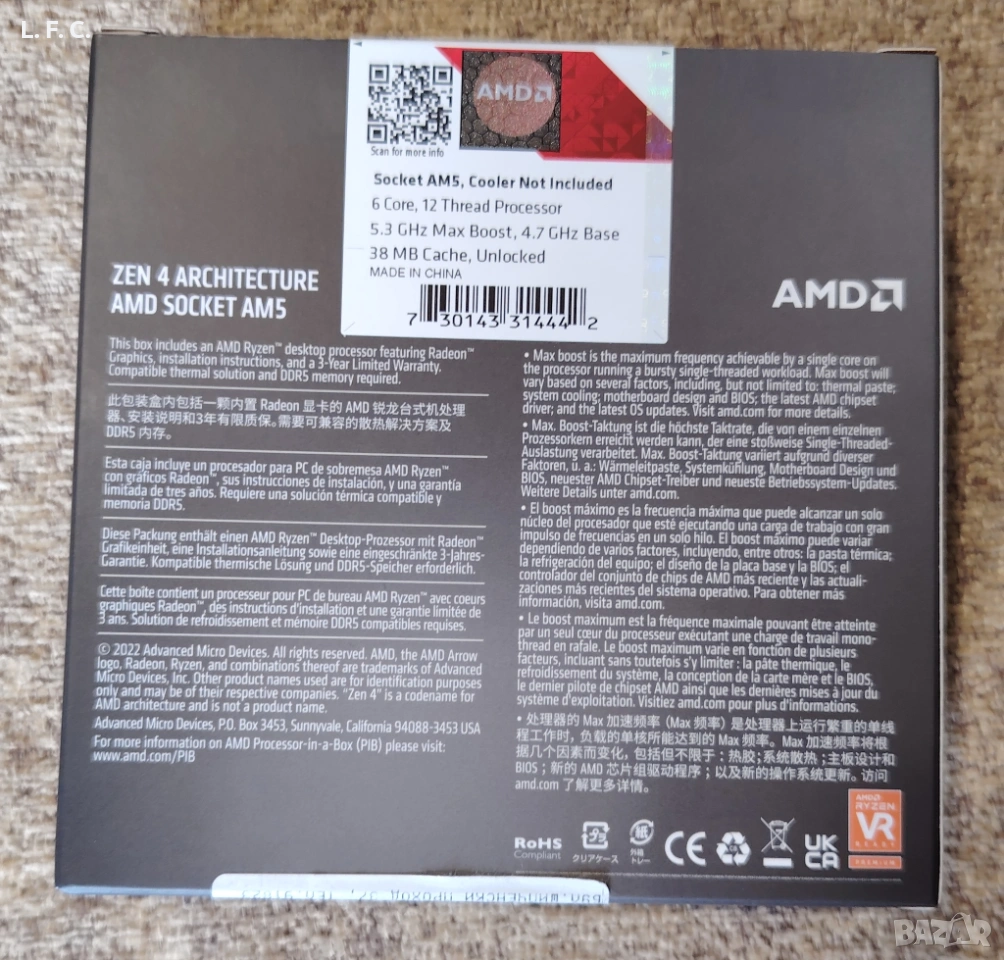 L. F. C.
AMD
Scan for more info
Socket AM5, Cooler Not Included
6 Core, 12 Thread Processor
5.3 GHz Max Boost, 4.7 GHz Base
38 MB Cache, Unlocked
MADE IN CHINA
7 30143 31444 2
ZEN 4 ARCHITECTURE
AMD SOCKET AM5
AMD
This box includes an AMD Ryzen™ desktop processor featuring Radeon™
Graphics, installation instructions, and a 3-Year Limited Warranty.
Compatible thermal solution and DDR5 memory required.
此包装盒内包括一颗内置 Radeon 显卡的 AMD 锐龙台式机处理
器、安装说明和3年有限质保。需要可兼容的散热解决方案及
DDR5 内存。
Esta caja incluye un procesador para PC de sobremesa AMD Ryzen™
con gráficos Radeon™, sus instrucciones de instalación, y una garantía
limitada de tres años. Requiere una solución térmica compatible y
memoria DDR5.
Diese Packung enthält einen AMD Ryzen™ Desktop-Prozessor mit Radeon™
Grafikeinheit, eine Installationsanleitung sowie eine eingeschränkte 3-Jahres-
Garantie. Kompatible thermische Lösung und DDR5-Speicher erforderlich.
Cette boîte contient un processeur pour PC de bureau AMD Ryzen™ avec coeurs
graphiques Radeon™, des instructions d'installation et une garantie limitée de
3 ans. Solution de refroidissement et mémoire DDR5 compatibles requises.
© 2022 Advanced Micro Devices. All rights reserved. AMD, the AMD Arrow
logo, Radeon, Ryzen, and combinations thereof are trademarks of Advanced
Micro Devices, Inc. Other product names used are for identification purposes
only and may be of their respective companies. "Zen 4" is a codename for
AMD architecture and is not a product name.
Advanced Micro Devices, P.O. Box 3453, Sunnyvale, California 94088-3453 USA
For more information on AMD Processor-in-a-Box (PIB) please visit:
www.amd.com/PIB
• Max boost is the maximum frequency achievable by a single core on
the processor running a bursty single-threaded workload. Max boost will
vary based on several factors, including, but not limited to: thermal paste;
system cooling; motherboard design and BIOS; the latest AMD chipset
driver; and the latest OS updates. Visit amd.com for more details.
• Max. Boost-Taktung ist die höchste Taktrate, die von einem einzelnen
Prozessorkern erreicht werden kann, der eine stoßweise Single-Threaded-
Auslastung verarbeitet. Max. Boost-Taktung variiert aufgrund diverser
Faktoren, u. a.: Wärmeleitpaste, Systemkühlung, Motherboard Design und
BIOS, neuester AMD Chipset-Treiber und neueste Betriebssystem-Updates.
Weitere Details unter amd.com.
• El boost máximo es la frecuencia máxima que puede alcanzar un solo
núcleo del procesador que esté ejecutando una carga de trabajo con gran
impulso de frecuencias en un solo hilo. El boost máximo puede variar
dependiendo de varios factores, incluyendo, entre otros: la pasta térmica;
la refrigeración del equipo; el diseño de la placa base y la BIOS; el
controlador del conjunto de chips de AMD más reciente y las actuali-
zaciones más recientes del sistema operativo. Para obtener más
información, visita amd.com.
• Le boost maximum est la fréquence maximale pouvant être atteinte
par un seul cœur du processeur exécutant une charge de travail mono-
thread en rafale. Le boost maximum varie en fonction de plusieurs
facteurs, incluant sans toutefois s'y limiter : la pâte thermique, le
refroidissement du système, la conception de la carte mère et le BIOS,
le dernier pilote de chipset AMD ainsi que les dernières mises à jour du
système d'exploitation. Visitiez amd.com pour plus d'informations.
• 处理器的 Max 加速频率 (Max 频率) 是处理器上运行繁重的单线
程工作时，负载的单核所能达到的 Max 频率。Max 加速频率将根
据几个因素而变化，包括但不限于：热胶；系统散热；主板设计和
BIOS；新的 AMD 芯片组驱动程序；以及新的操作系统更新。访问
amd.com 了解更多详情。
RoHS
Compliant
プラ
クリアケース
紙
外箱
トレー
CE
UK
CA
AMD
RYZEN
VR
READY
PREMIUM
BAZAR